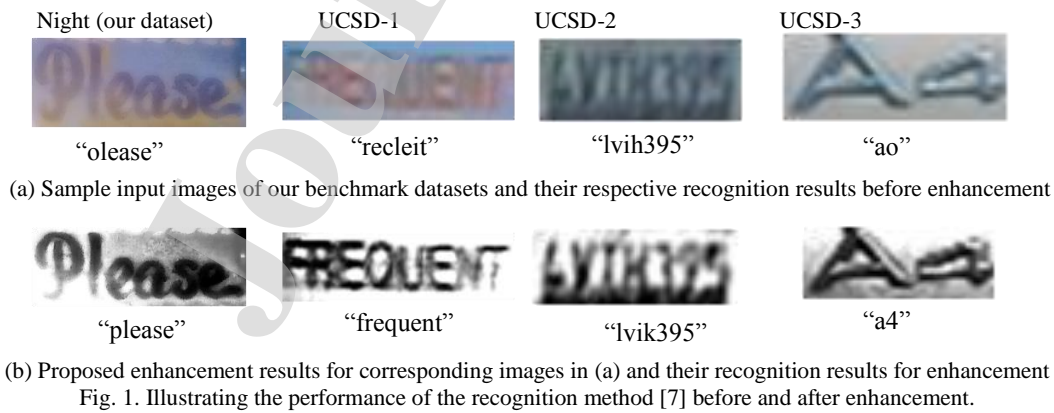 Night (our dataset) UCSD-1 UCSD-2 UCSD-3
Please FREQUENT A4
“olease” “recleit” “lvih395” “ao”
(a) Sample input images of our benchmark datasets and their respective recognition results before enhancement
Please FREQUENT A4
“please” “frequent” “lvik395” “a4”
(b) Proposed enhancement results for corresponding images in (a) and their recognition results for enhancement
Fig. 1. Illustrating the performance of the recognition method [7] before and after enhancement.